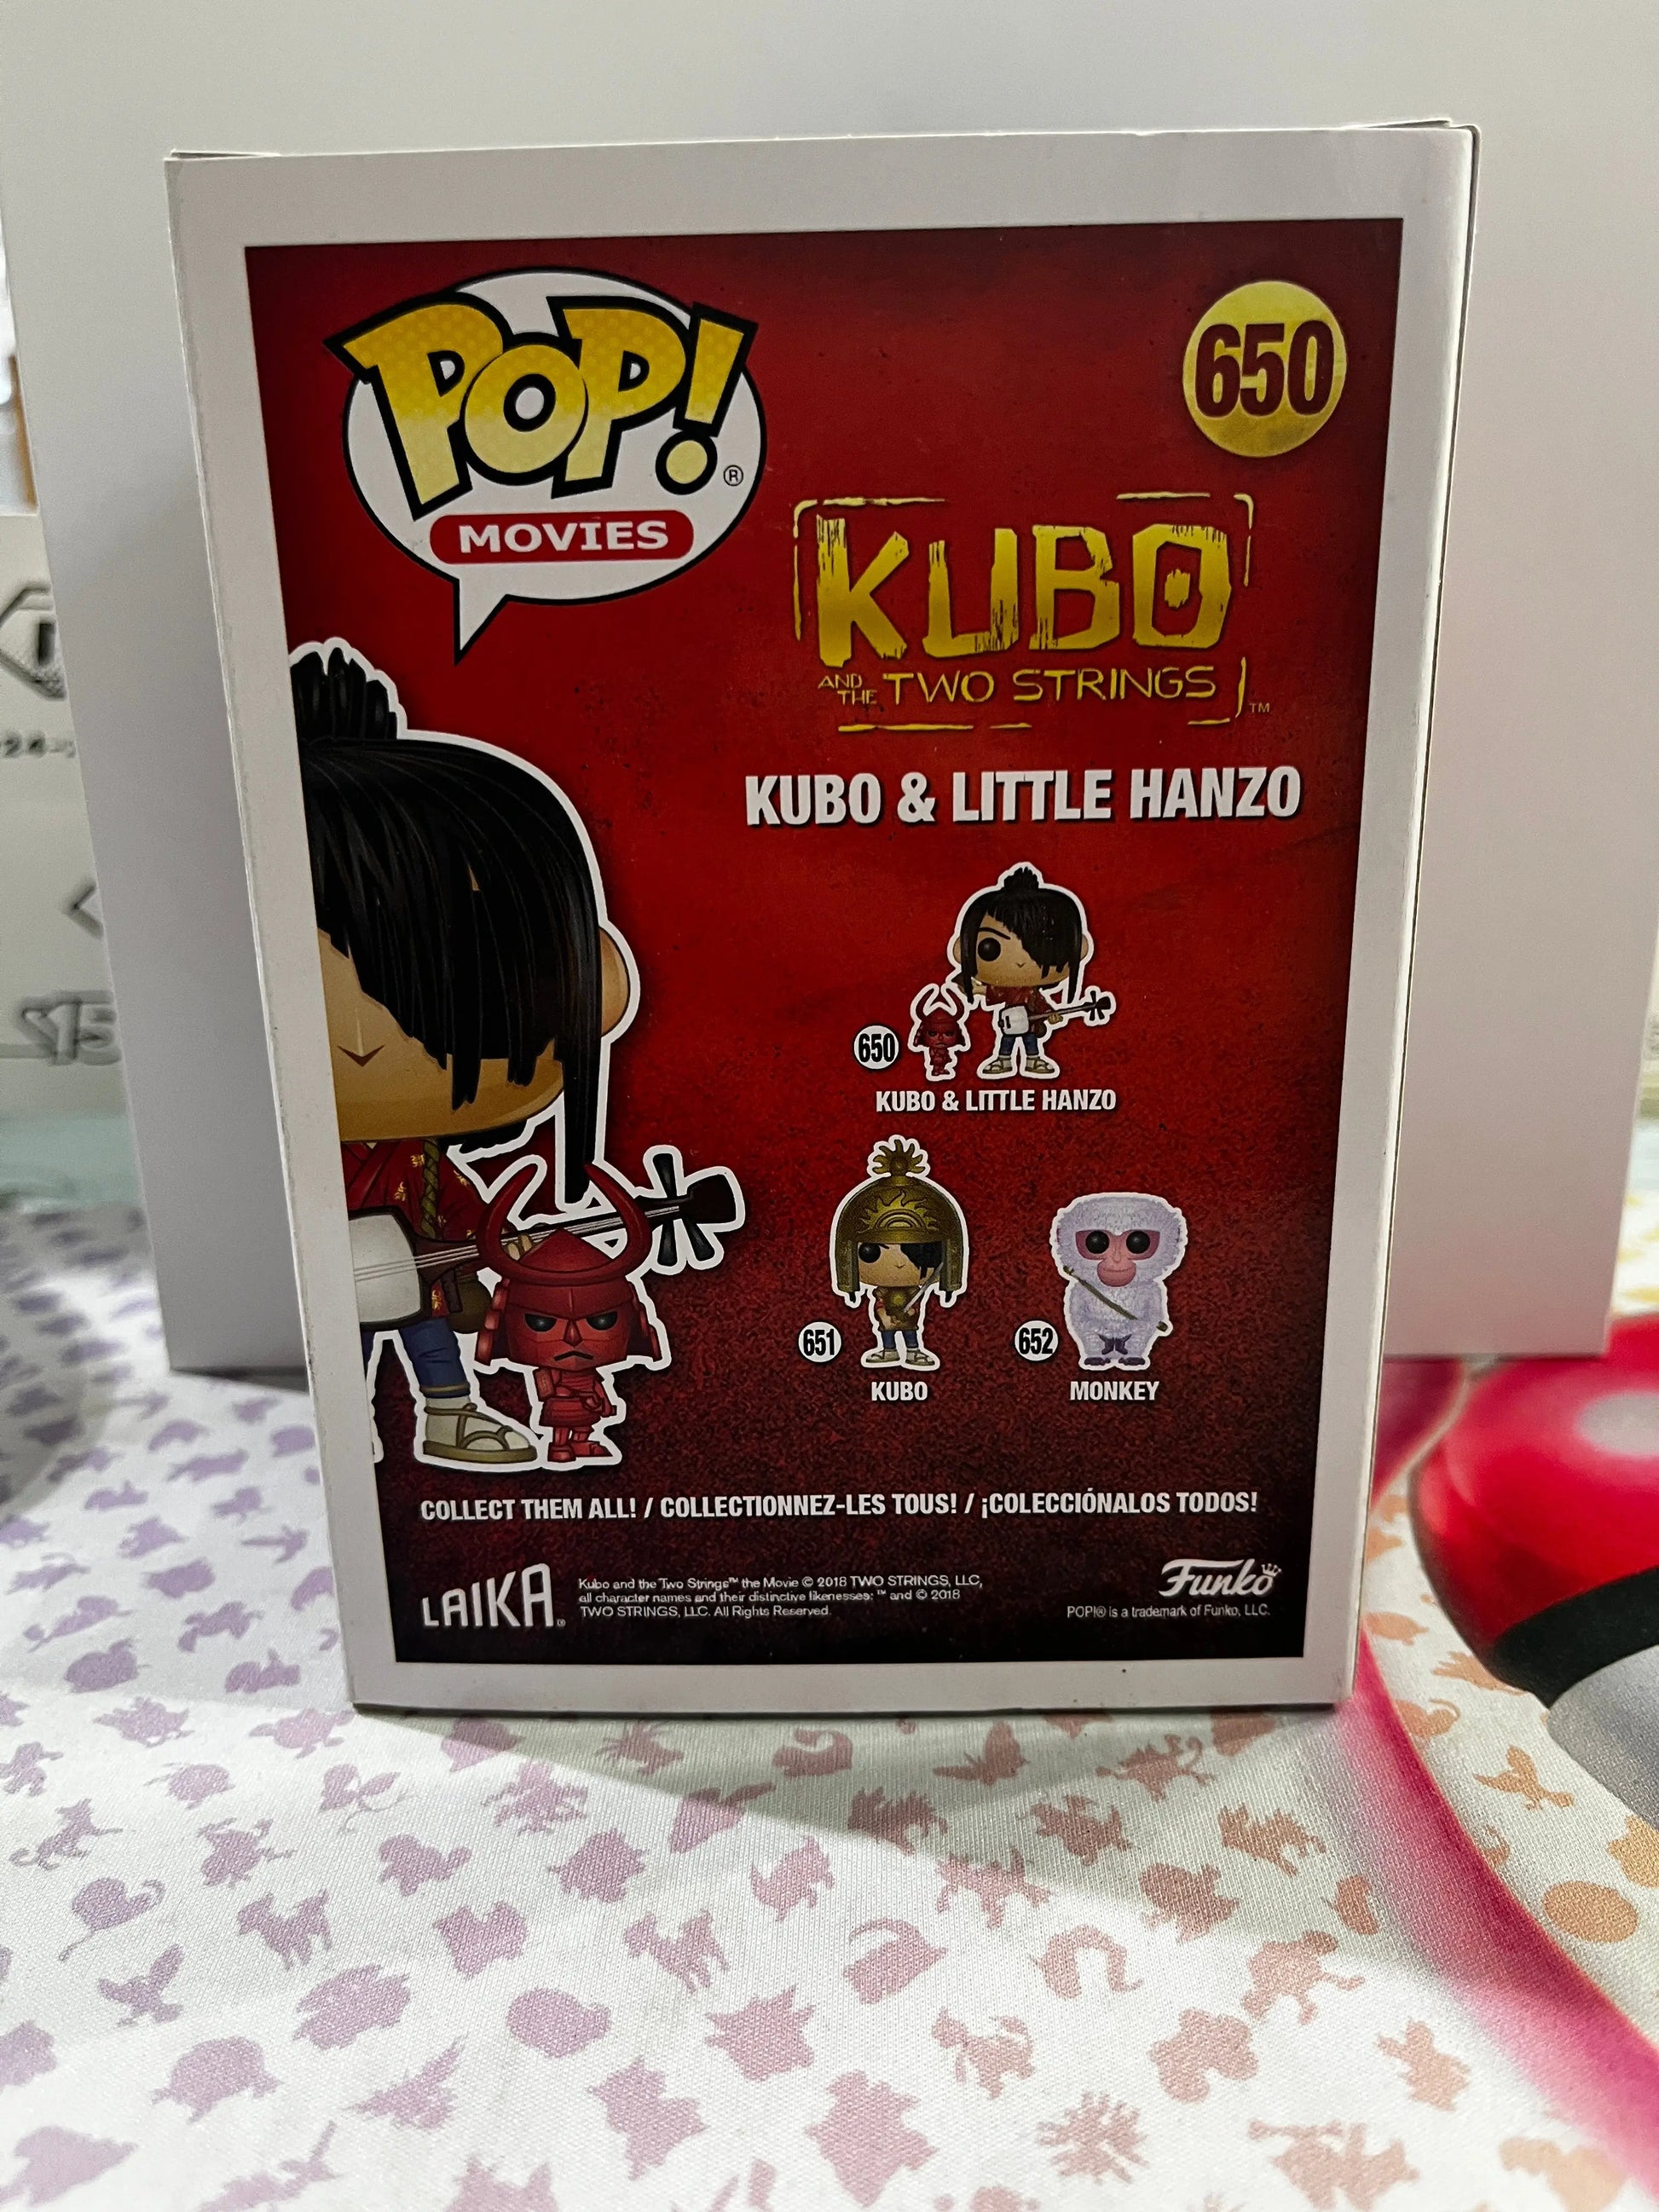 POP!®
MOVIES
650
KUBO
AND THE TWO STRINGS™
KUBO & LITTLE HANZO
650
KUBO & LITTLE HANZO
651
KUBO
652
MONKEY
COLLECT THEM ALL! / COLLECTIONNEZ-LES TOUS! / ¡COLECCIÓNALOS TODOS!
LAIKA®
Kubo and the Two Strings™ the Movie © 2018 TWO STRINGS, LLC,
all character names and their distinctive likenesses: ™ and © 2018
TWO STRINGS, LLC. All Rights Reserved.
Funko
POP!® is a trademark of Funko, LLC.